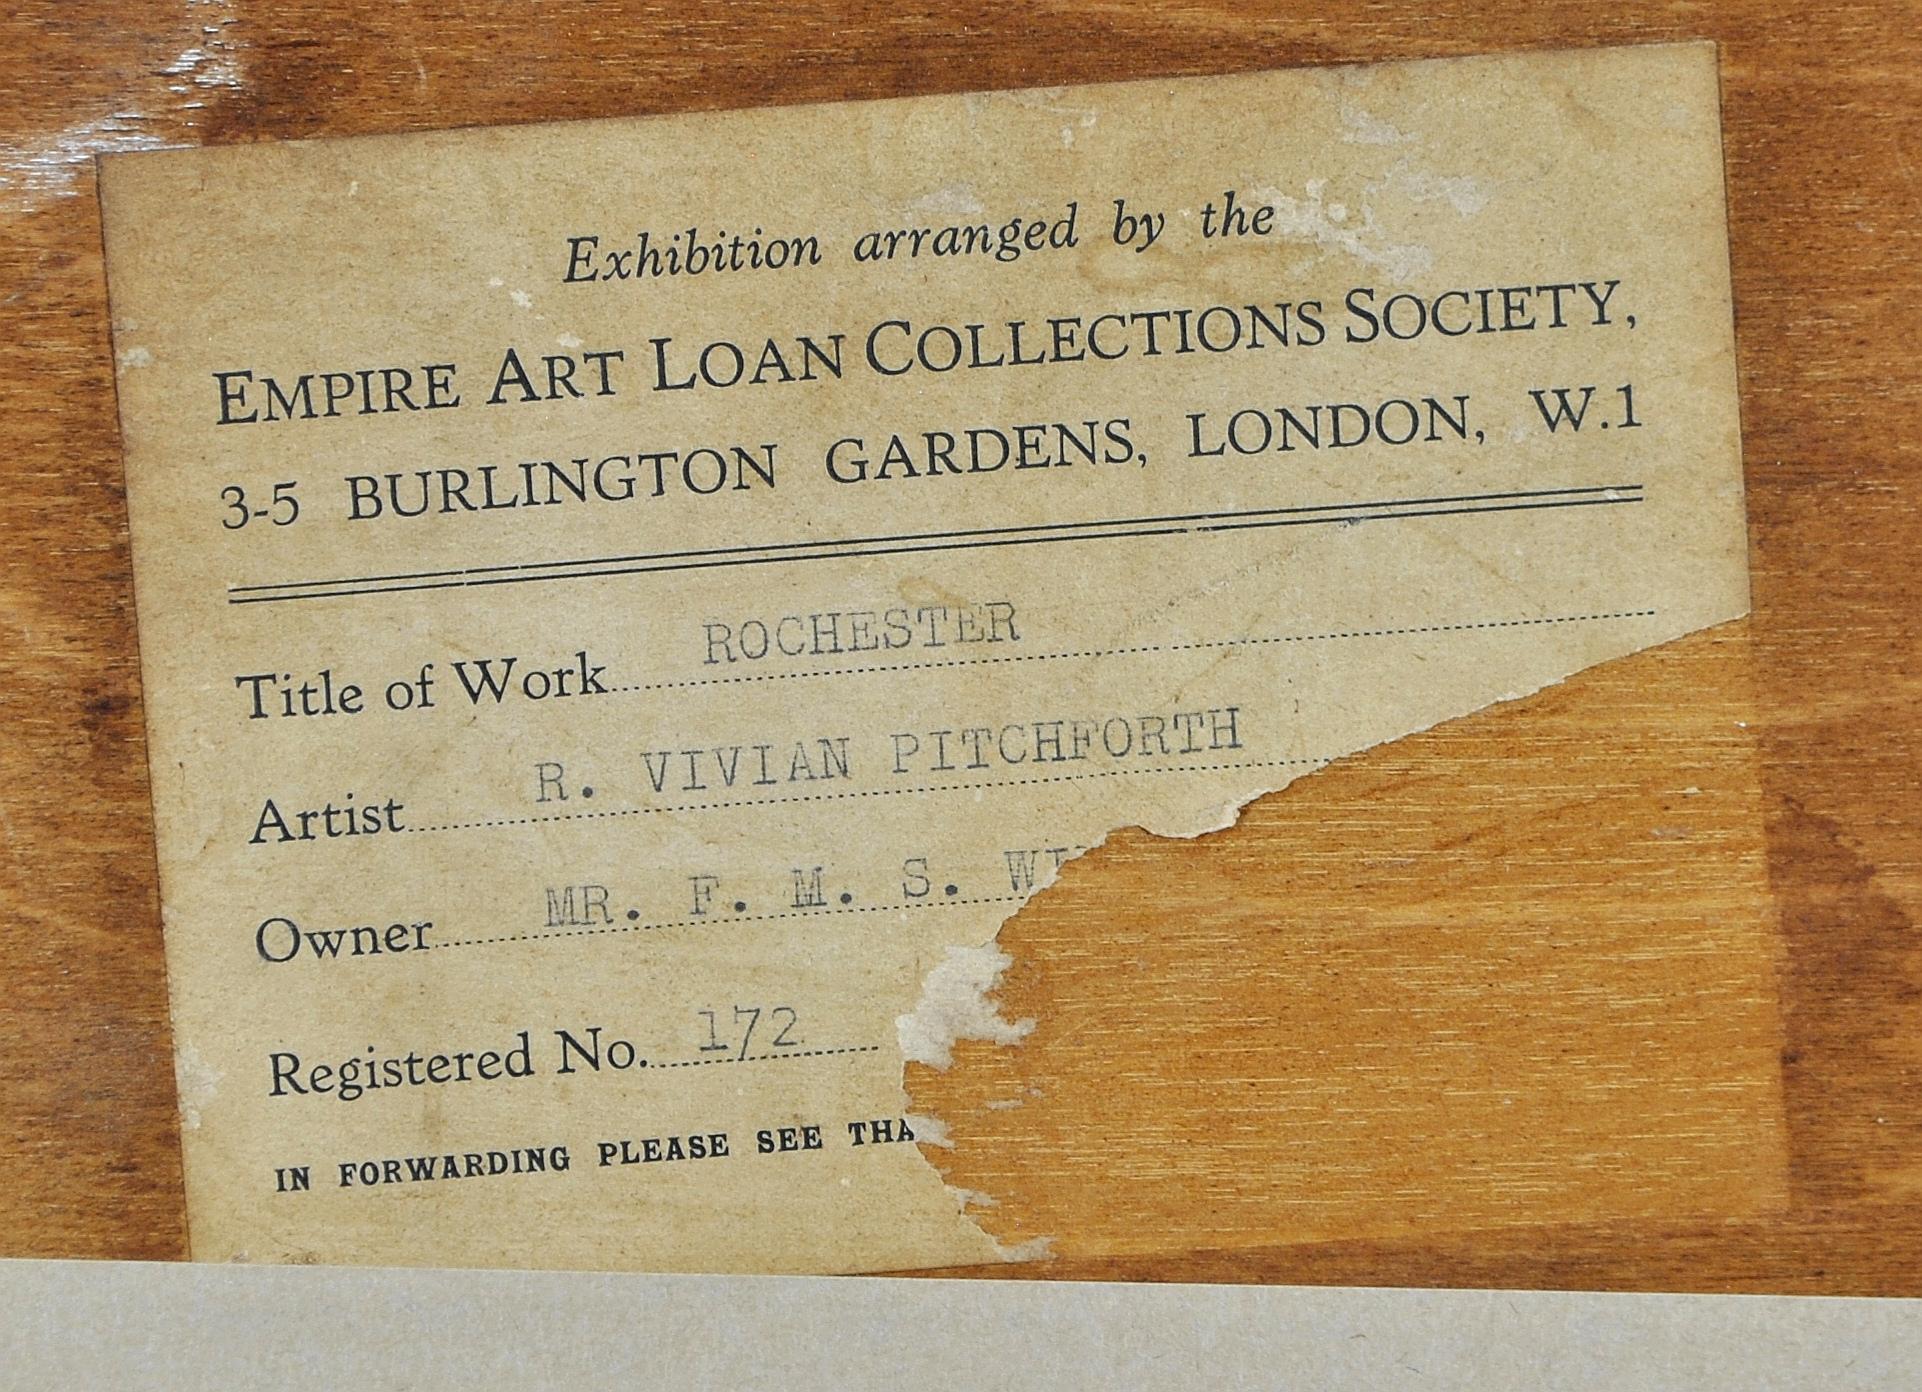 Exhibition arranged by the
EMPIRE ART LOAN COLLECTIONS SOCIETY,
3-5 BURLINGTON GARDENS, LONDON, W.1
Title of Work ROCHESTER
Artist R. VIVIAN PITCHFORTH
Owner MR. F. M. S.
Registered No. 172
IN FORWARDING PLEASE SEE